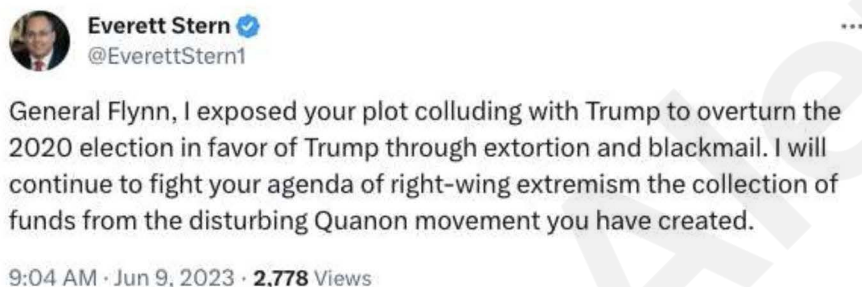 Everett Stern
@EverettStern1
General Flynn, I exposed your plot colluding with Trump to overturn the
2020 election in favor of Trump through extortion and blackmail. I will
continue to fight your agenda of right-wing extremism the collection of
funds from the disturbing Quanon movement you have created.
9:04 AM · Jun 9, 2023 · 2,778 Views